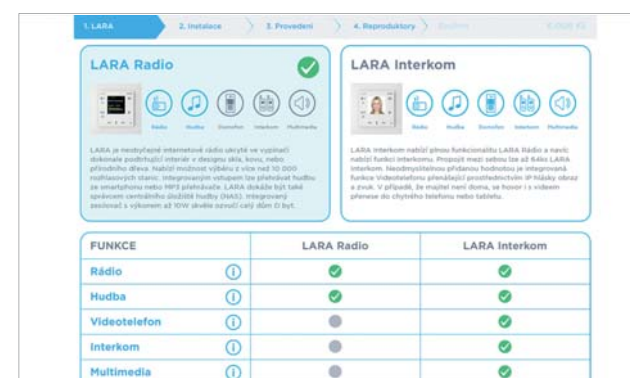 1. LARA
2. Instalace
3. Provedení
4. Reproduktory
LARA Radio
Rádio Hudba Domofon Interkom Multimedia
LARA je neobyčejné internetové rádio ukryté ve vypínači
dokonale podtrhující interiér v designu skla, kovu, nebo
přírodního dřeva. Nabízí možnost výběru z více než 10 000
rozhlasových stanic. Integrovaným vstupem lze přehrávat hudbu
ze smartphonu nebo MP3 přehrávače. LARA dokáže být také
správcem centrálního úložiště hudby (NAS). Integrovaný
zesilovač s výkonem až 10W skvěle ozvučí celý dům či byt.
LARA Interkom
Rádio Hudba Domofon Interkom Multimedia
LARA Interkom nabízí plnou funkcionalitu LARA Rádio a navíc
nabízí funkci interkomu. Propojit mezi sebou lze až 64ks LARA
Interkom. Neodmyslitelnou přidanou hodnotou je integrovaná
funkce Videotelefonu přenášející prostřednictvím IP hlásky obraz
a zvuk. V případě, že majitel není doma, se hovor i s videem
přenese do chytrého telefonu nebo tabletu.
FUNKCE LARA Radio LARA Interkom
Rádio
Hudba
Videotelefon
Interkom
Multimedia